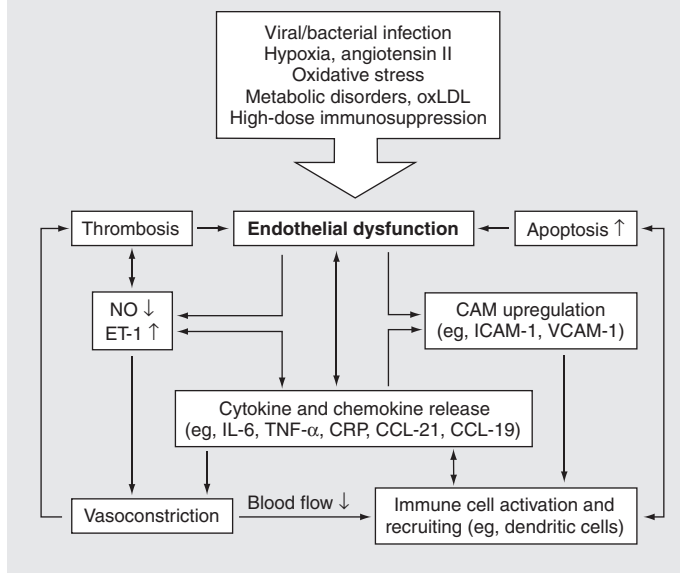 Viral/bacterial infection
Hypoxia, angiotensin II
Oxidative stress
Metabolic disorders, oxLDL
High-dose immunosuppression
Thrombosis
Endothelial dysfunction
Apoptosis ↑
NO ↓
ET-1 ↑
CAM upregulation
(eg, ICAM-1, VCAM-1)
Cytokine and chemokine release
(eg, IL-6, TNF-α, CRP, CCL-21, CCL-19)
Vasoconstriction
Blood flow ↓
Immune cell activation and
recruiting (eg, dendritic cells)